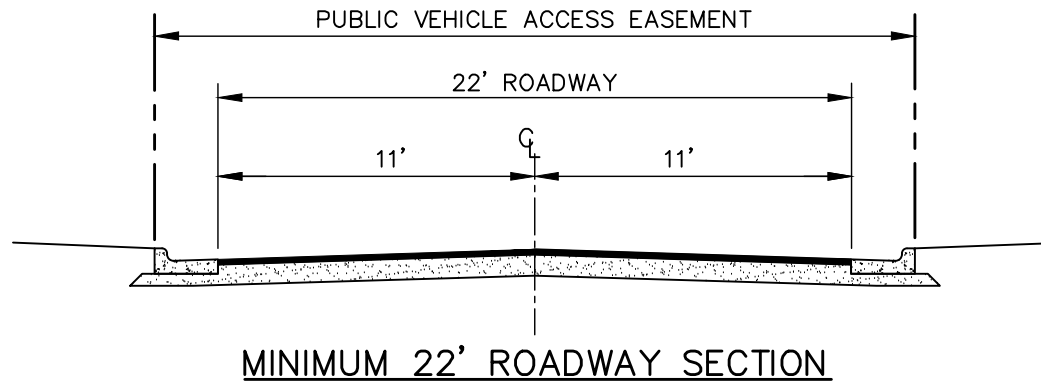 PUBLIC VEHICLE ACCESS EASEMENT
22' ROADWAY
℄
11' 11'
MINIMUM 22' ROADWAY SECTION